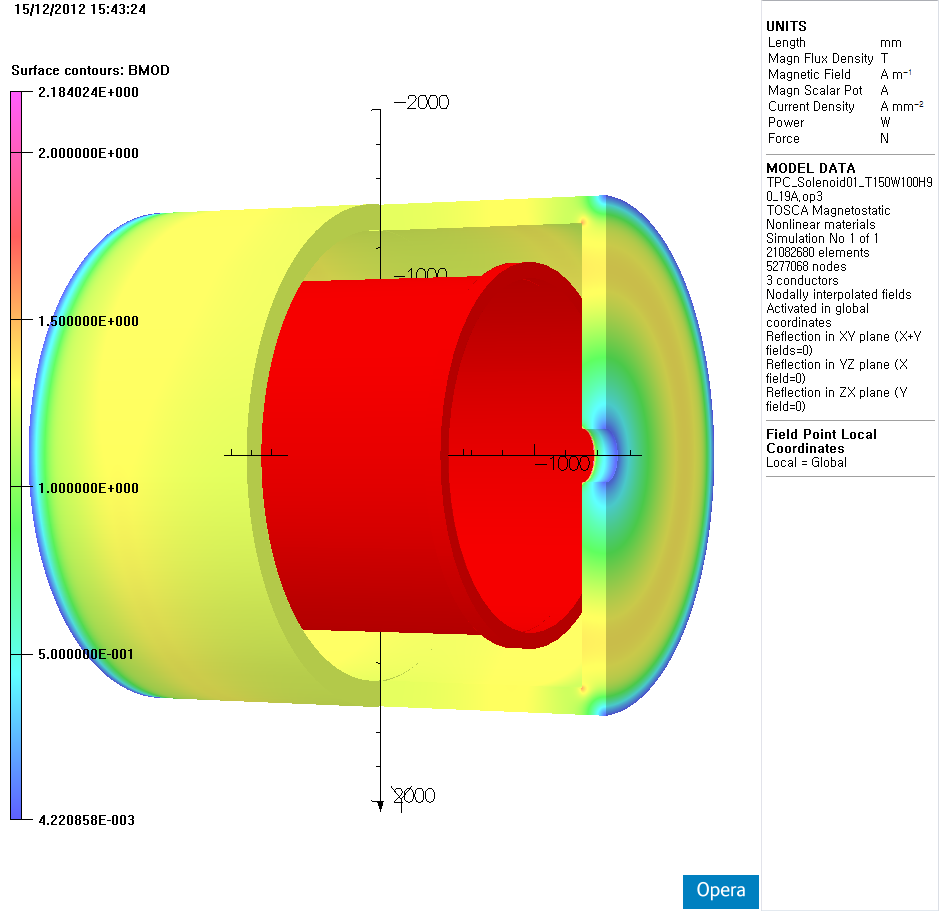 15/12/2012 15:43:24
Surface contours: BMOD
2.184024E+000
2.000000E+000
1.500000E+000
1.000000E+000
5.000000E-001
4.220858E-003
-2000
-1000
-1000
2000
Y
UNITS
Length mm
Magn Flux Density T
Magnetic Field A m⁻¹
Magn Scalar Pot A
Current Density A mm⁻²
Power W
Force N
MODEL DATA
TPC_Solenoid01_T150W100H9
0_19A.op3
TOSCA Magnetostatic
Nonlinear materials
Simulation No 1 of 1
21082680 elements
5277068 nodes
3 conductors
Nodally interpolated fields
Activated in global
coordinates
Reflection in XY plane (X+Y
fields=0)
Reflection in YZ plane (X
field=0)
Reflection in ZX plane (Y
field=0)
Field Point Local
Coordinates
Local = Global
Opera